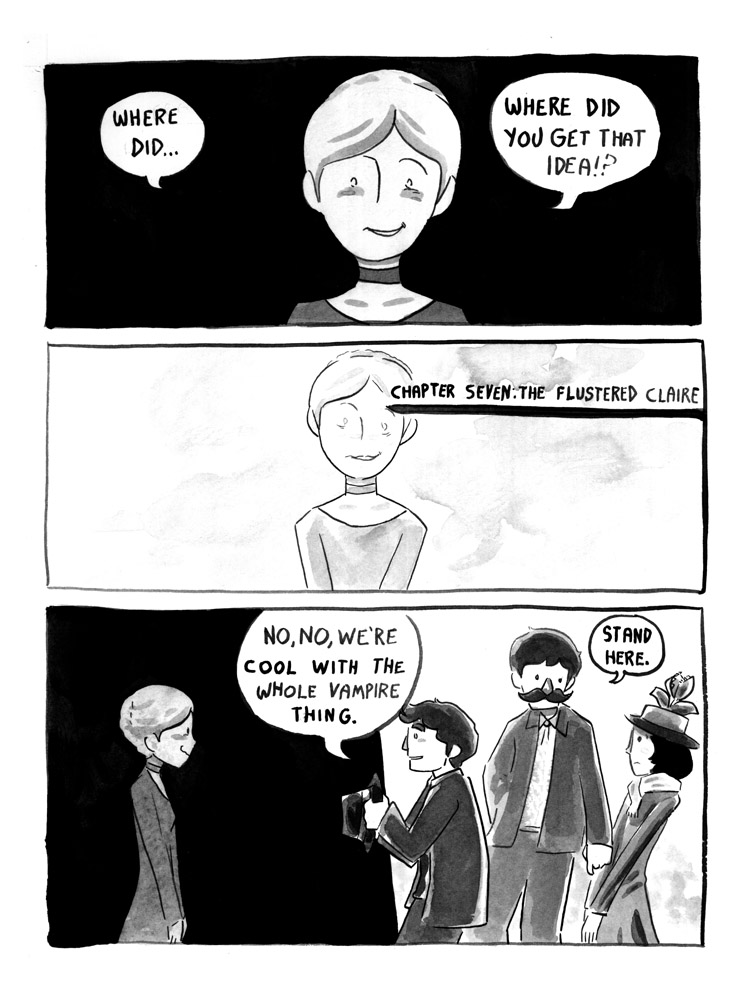 WHERE
DID...
WHERE DID
YOU GET THAT
IDEA!?
CHAPTER SEVEN: THE FLUSTERED CLAIRE
NO, NO, WE'RE
COOL WITH THE
WHOLE VAMPIRE
THING.
STAND
HERE.